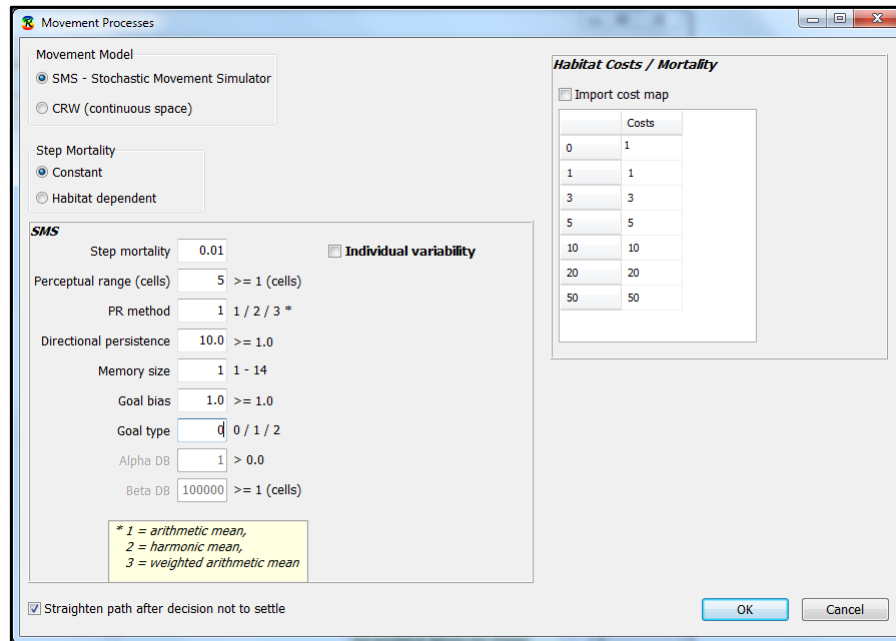 Movement Processes
Movement Model
SMS - Stochastic Movement Simulator
CRW (continuous space)
Step Mortality
Constant
Habitat dependent
SMS
Step mortality 0.01 Individual variability
Perceptual range (cells) 5 >= 1 (cells)
PR method 1 1 / 2 / 3 *
Directional persistence 10.0 >= 1.0
Memory size 1 1 - 14
Goal bias 1.0 >= 1.0
Goal type 0 0 / 1 / 2
Alpha DB 1 > 0.0
Beta DB 100000 >= 1 (cells)
* 1 = arithmetic mean,
2 = harmonic mean,
3 = weighted arithmetic mean
Straighten path after decision not to settle
Habitat Costs / Mortality
Import cost map
Costs
0 1
1 1
3 3
5 5
10 10
20 20
50 50
OK Cancel